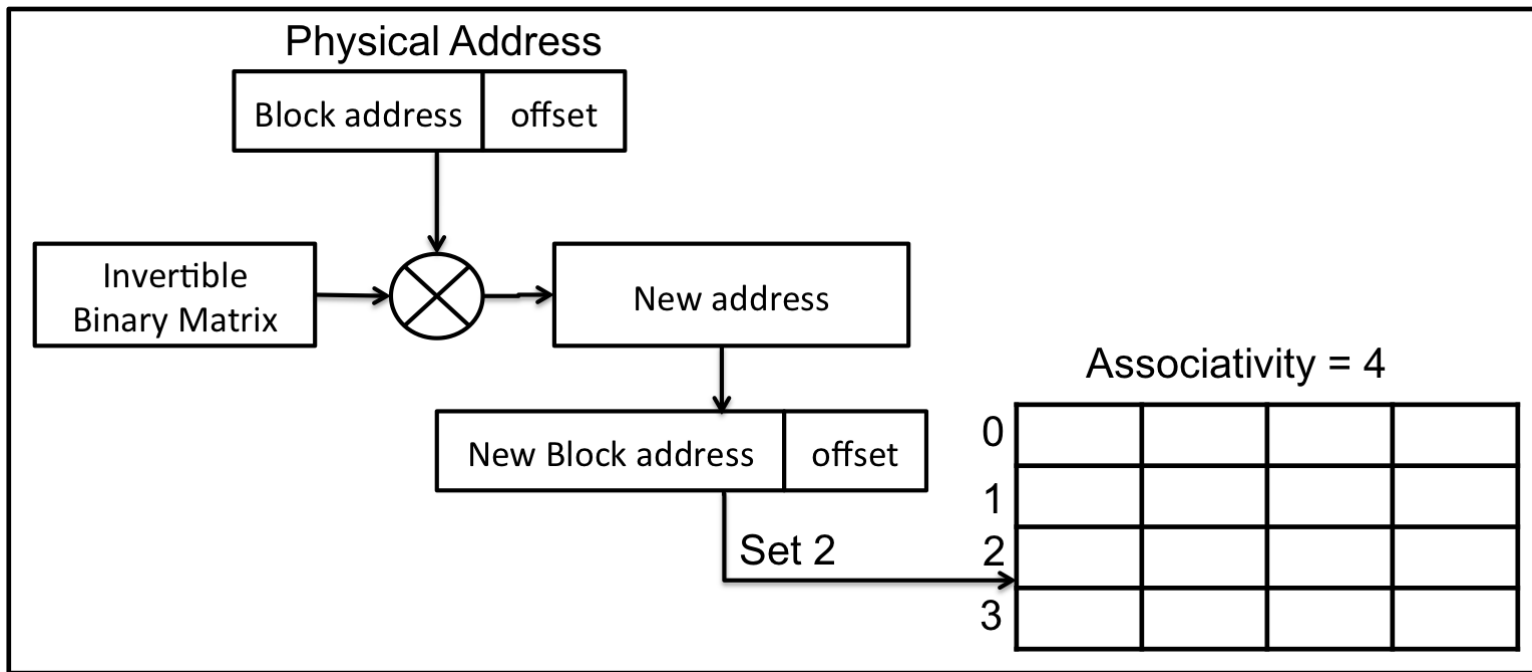 Physical Address
Block address
offset
Invertible
Binary Matrix
New address
Associativity = 4
New Block address
offset
0
1
Set 2
2
3